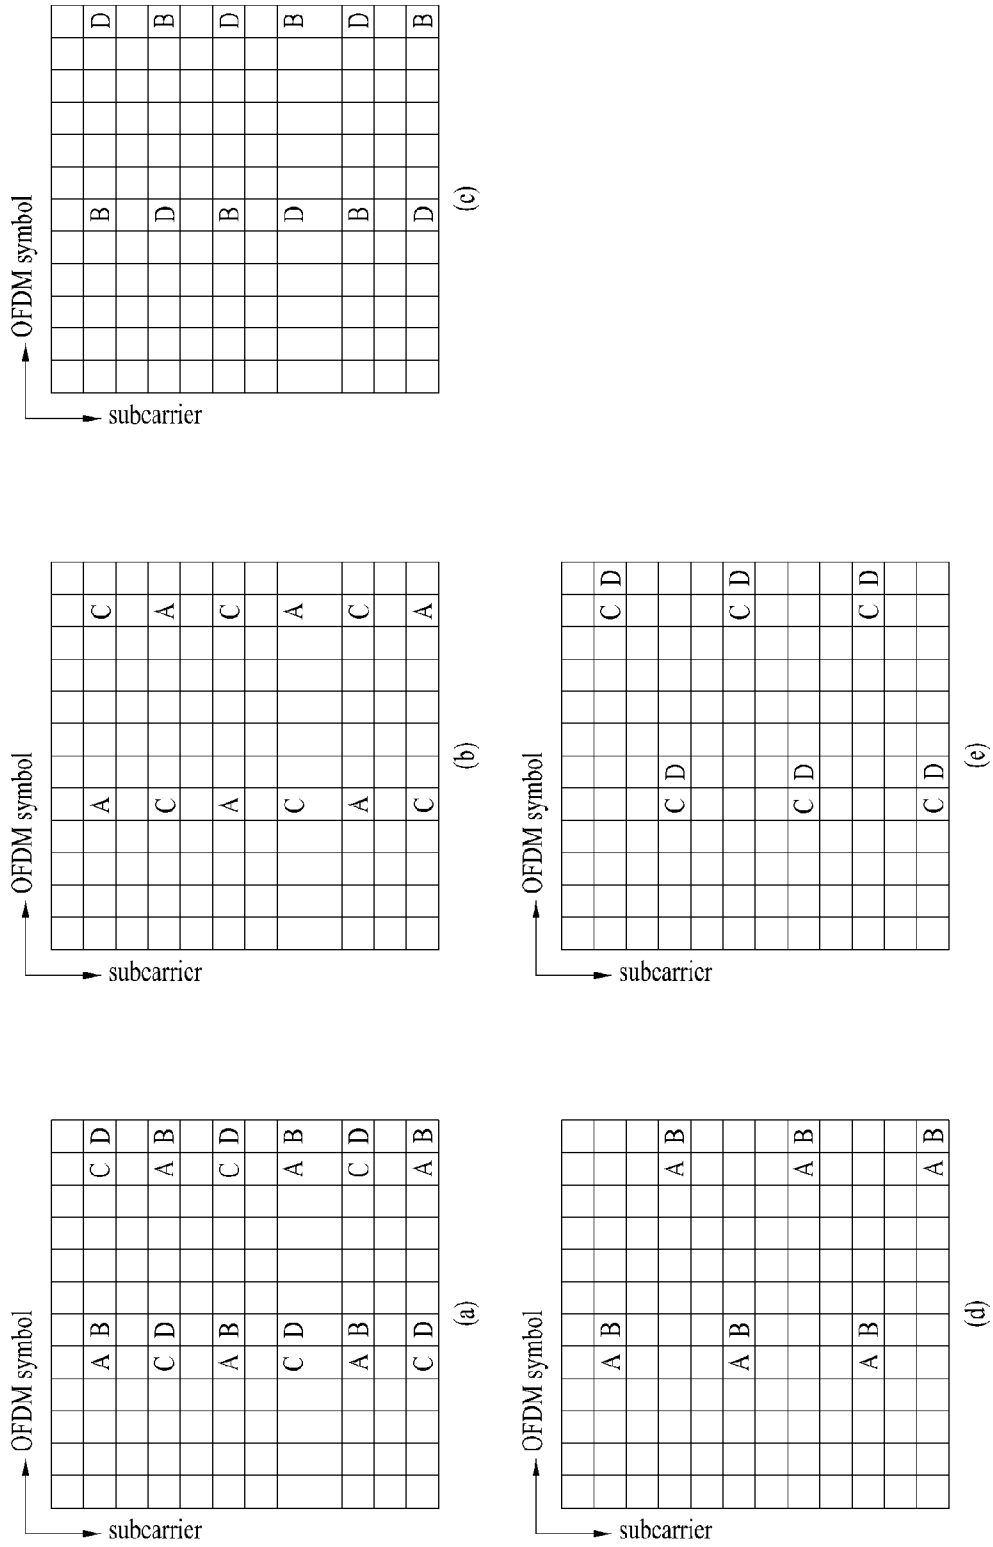 OFDM symbol
subcarrier
A B C D
C D A B
A B C D
C D A B
A B C D
C D A B
(a)
OFDM symbol
subcarrier
A C
C A
A C
C A
A C
C A
(b)
OFDM symbol
subcarrier
B D
D B
B D
D B
B D
D B
(c)
OFDM symbol
subcarrier
A B
A B
A B
A B
A B
A B
(d)
OFDM symbol
subcarrier
C D
C D
C D
C D
C D
C D
(e)